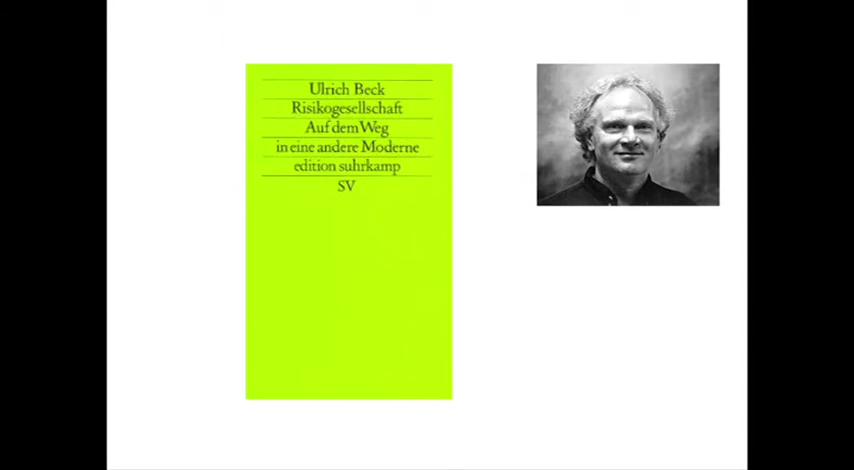 Ulrich Beck
Risikogesellschaft
Auf dem Weg
in eine andere Moderne
edition suhrkamp
SV